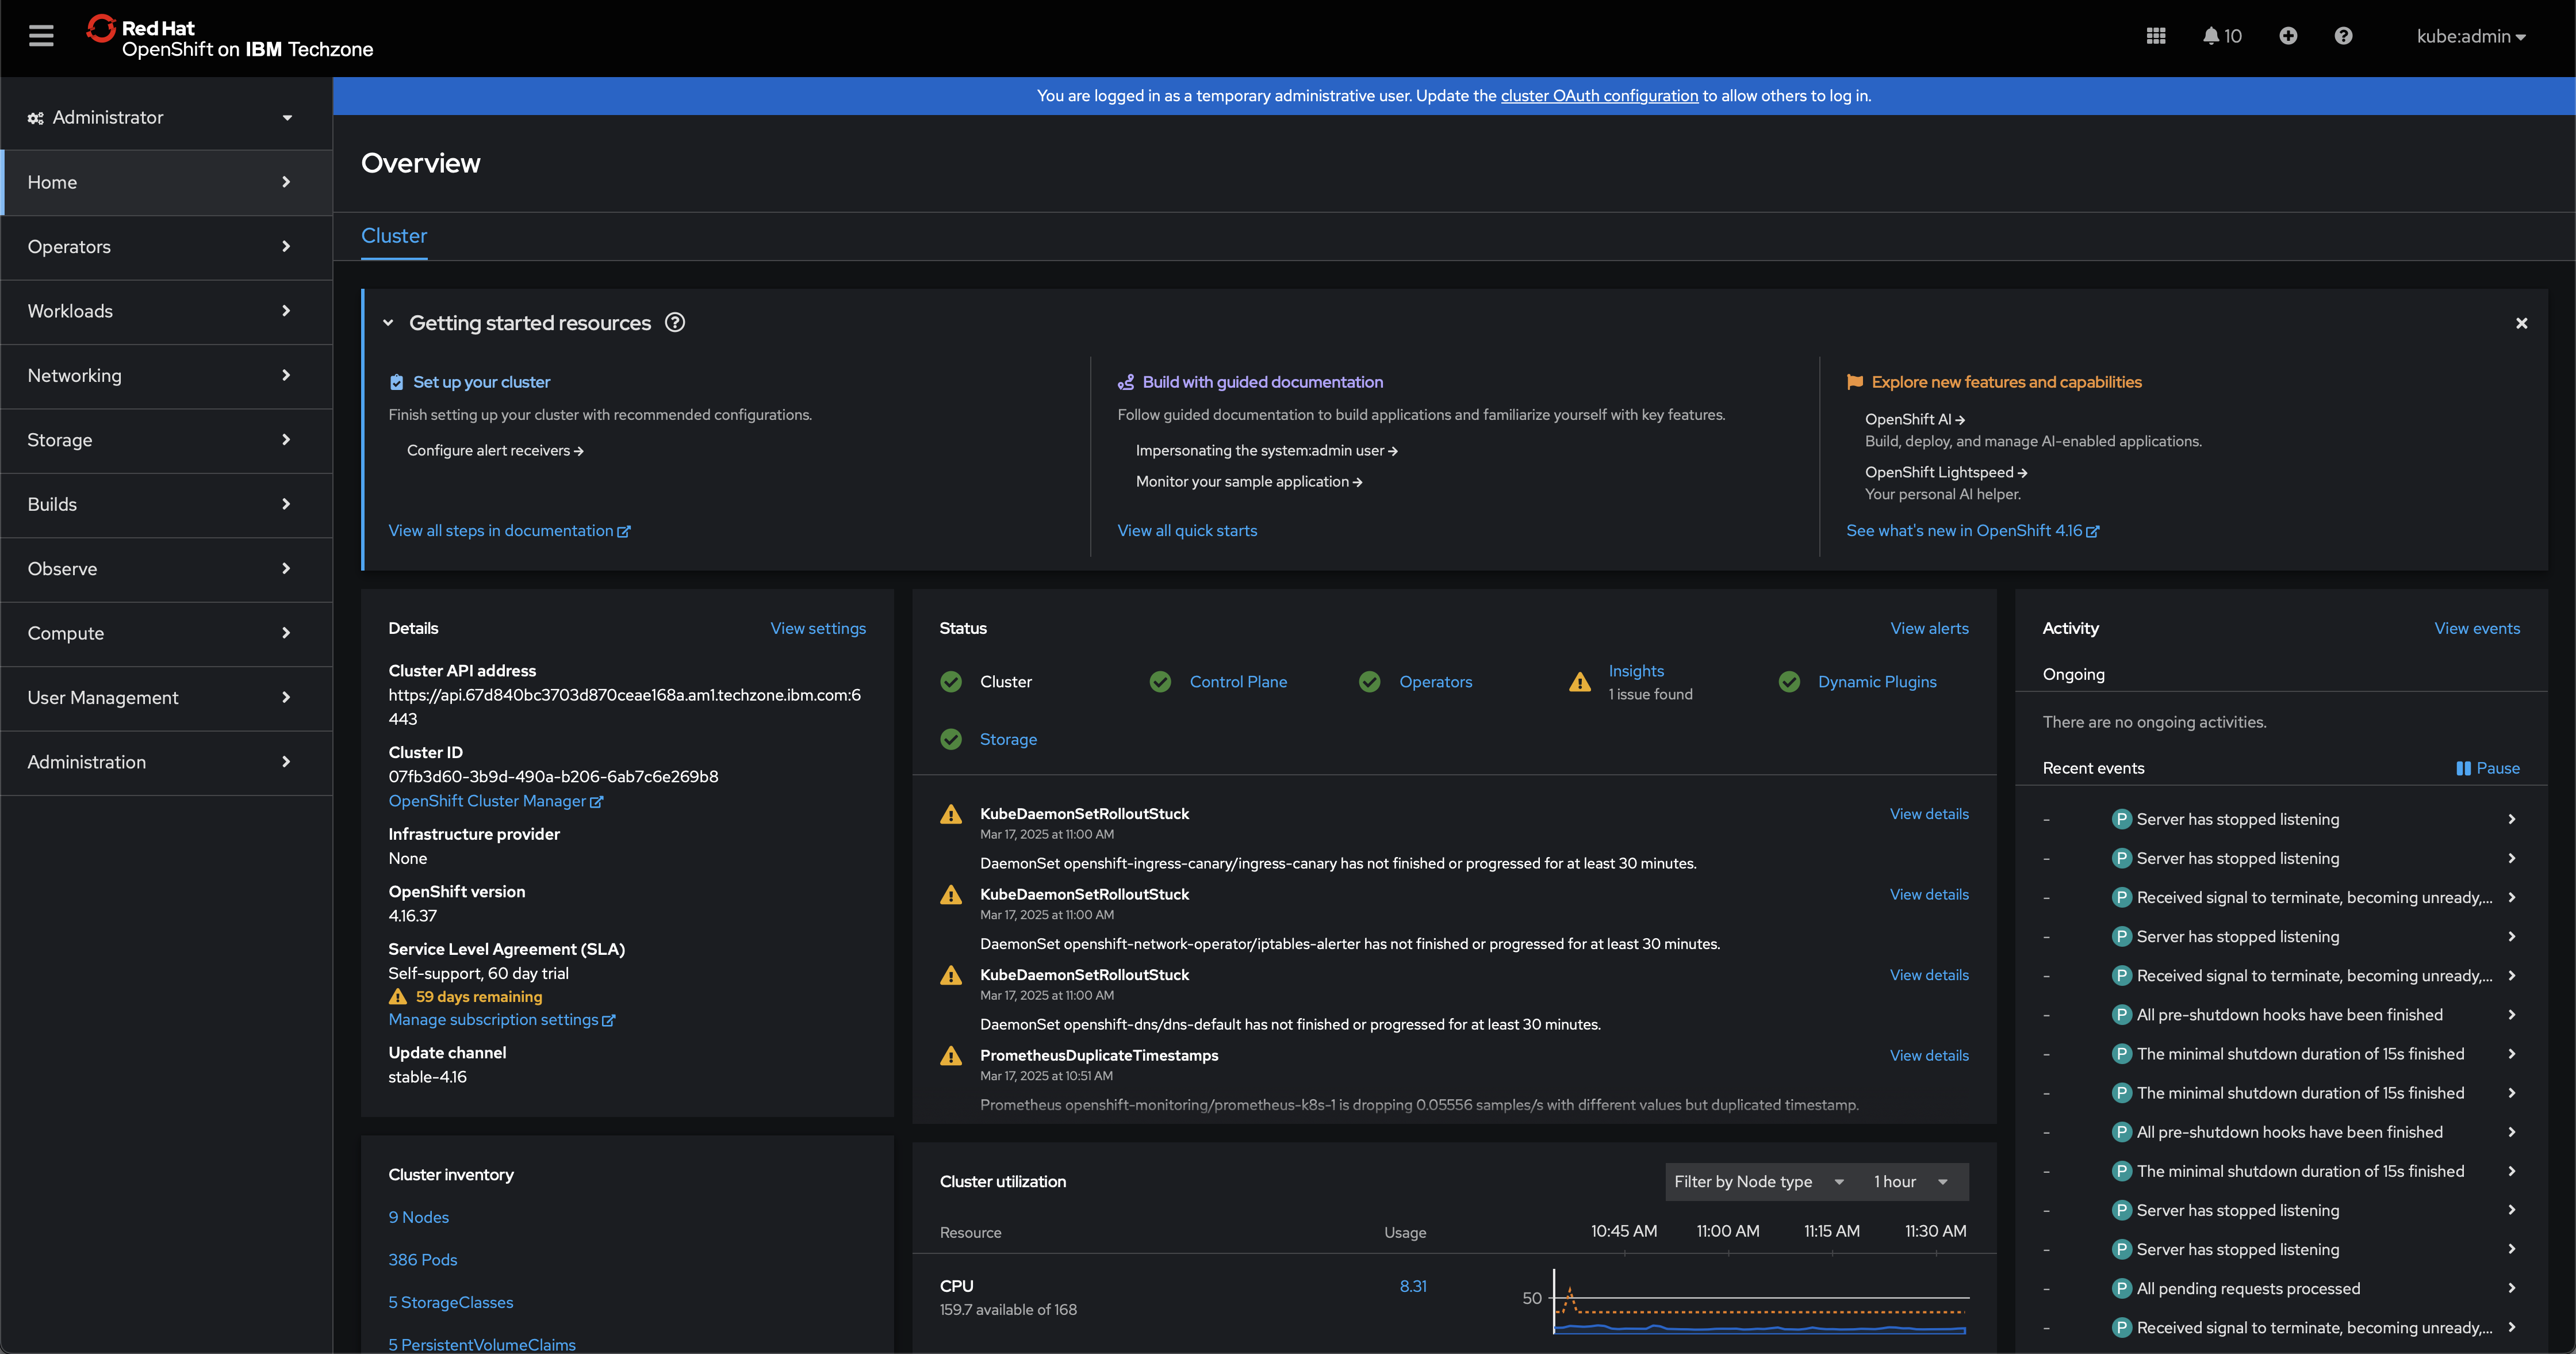 Red Hat
OpenShift on IBM Techzone
10
kube:admin
You are logged in as a temporary administrative user. Update the cluster OAuth configuration to allow others to log in.
Administrator
Home
Operators
Workloads
Networking
Storage
Builds
Observe
Compute
User Management
Administration
Overview
Cluster
Getting started resources
Set up your cluster
Finish setting up your cluster with recommended configurations.
Configure alert receivers
View all steps in documentation
Build with guided documentation
Follow guided documentation to build applications and familiarize yourself with key features.
Impersonating the system:admin user
Monitor your sample application
View all quick starts
Explore new features and capabilities
OpenShift AI
Build, deploy, and manage AI-enabled applications.
OpenShift Lightspeed
Your personal AI helper.
See what's new in OpenShift 4.16
Details
View settings
Cluster API address
https://api.67d840bc3703d870ceae168a.am1.techzone.ibm.com:6
443
Cluster ID
07fb3d60-3b9d-490a-b206-6ab7c6e269b8
OpenShift Cluster Manager
Infrastructure provider
None
OpenShift version
4.16.37
Service Level Agreement (SLA)
Self-support, 60 day trial
59 days remaining
Manage subscription settings
Update channel
stable-4.16
Cluster inventory
9 Nodes
386 Pods
5 StorageClasses
5 PersistentVolumeClaims
Status
View alerts
Cluster
Control Plane
Operators
Insights
1 issue found
Dynamic Plugins
Storage
KubeDaemonSetRolloutStuck
View details
Mar 17, 2025 at 11:00 AM
DaemonSet openshift-ingress-canary/ingress-canary has not finished or progressed for at least 30 minutes.
KubeDaemonSetRolloutStuck
View details
Mar 17, 2025 at 11:00 AM
DaemonSet openshift-network-operator/iptables-alerter has not finished or progressed for at least 30 minutes.
KubeDaemonSetRolloutStuck
View details
Mar 17, 2025 at 11:00 AM
DaemonSet openshift-dns/dns-default has not finished or progressed for at least 30 minutes.
PrometheusDuplicateTimestamps
View details
Mar 17, 2025 at 10:51 AM
Prometheus openshift-monitoring/prometheus-k8s-1 is dropping 0.05556 samples/s with different values but duplicated timestamp.
Cluster utilization
Filter by Node type
1 hour
Resource
Usage
10:45 AM
11:00 AM
11:15 AM
11:30 AM
CPU
8.31
159.7 available of 168
50
Activity
View events
Ongoing
There are no ongoing activities.
Recent events
Pause
- P Server has stopped listening
- P Server has stopped listening
- P Received signal to terminate, becoming unready,...
- P Server has stopped listening
- P Received signal to terminate, becoming unready,...
- P All pre-shutdown hooks have been finished
- P The minimal shutdown duration of 15s finished
- P The minimal shutdown duration of 15s finished
- P All pre-shutdown hooks have been finished
- P The minimal shutdown duration of 15s finished
- P Server has stopped listening
- P Server has stopped listening
- P All pending requests processed
- P Received signal to terminate, becoming unready,...